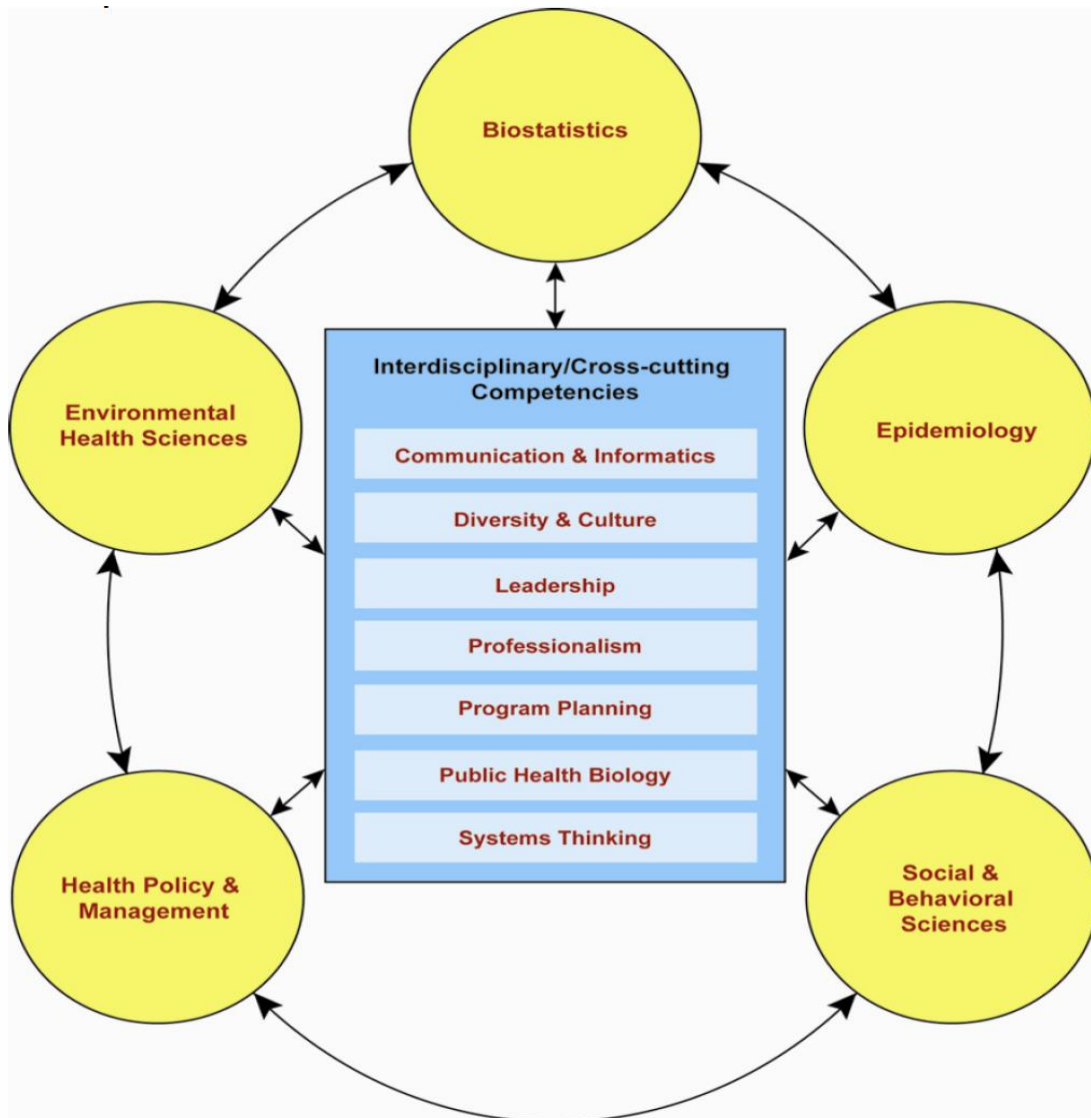 Biostatistics
Environmental
Health Sciences
Epidemiology
Interdisciplinary/Cross-cutting
Competencies
Communication & Informatics
Diversity & Culture
Leadership
Professionalism
Program Planning
Public Health Biology
Systems Thinking
Health Policy &
Management
Social &
Behavioral
Sciences